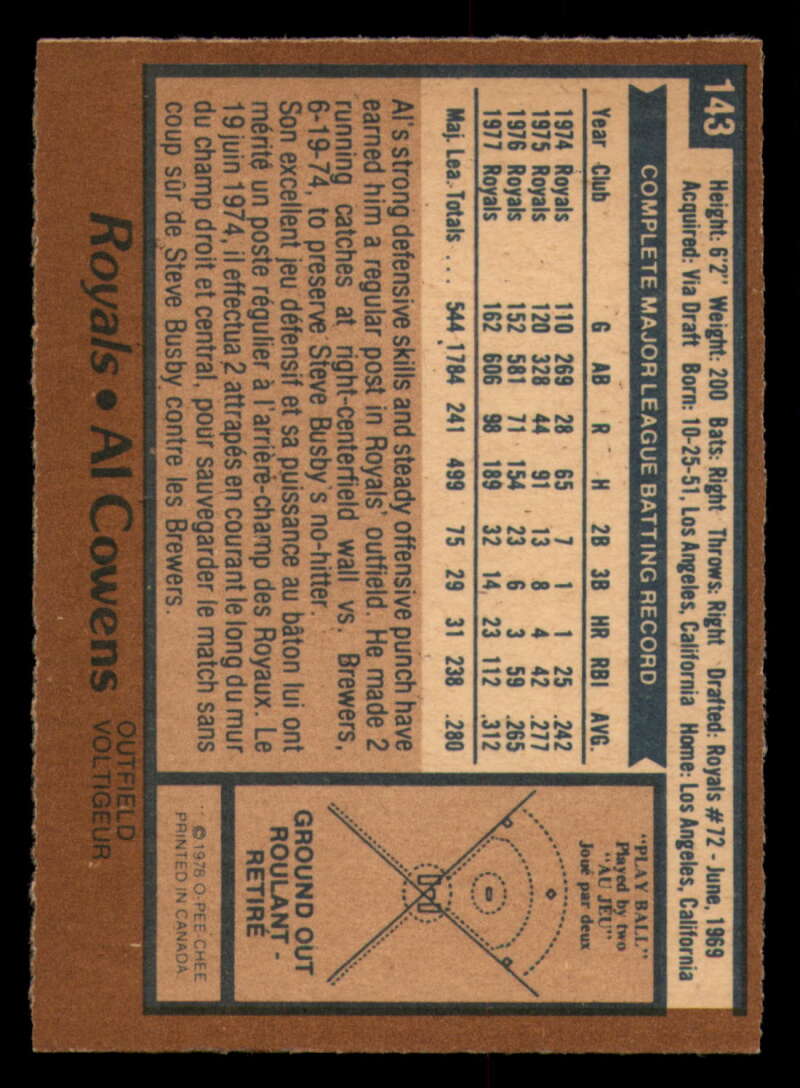 143
Height: 6'2" Weight: 200 Bats: Right Throws: Right Drafted: Royals #72 - June, 1969
Acquired: Via Draft Born: 10-25-51, Los Angeles, California Home: Los Angeles, California
COMPLETE MAJOR LEAGUE BATTING RECORD
Year Club G AB R H 2B 3B HR RBI AVG.
1974 Royals 110 269 28 65 7 1 1 25 .242
1975 Royals 120 328 44 91 13 8 4 42 .277
1976 Royals 152 581 71 154 23 6 3 59 .265
1977 Royals 162 606 98 189 32 14 23 112 .312
Maj. Lea. Totals ... 544 1784 241 499 75 29 31 238 .280
Al's strong defensive skills and steady offensive punch have
earned him a regular post in Royals' outfield. He made 2
running catches at right-centerfield wall vs. Brewers,
6-19-74, to preserve Steve Busby's no-hitter.
Son excellent jeu défensif et sa puissance au bâton lui ont
mérité un poste régulier à l'arrière-champ des Royaux. Le
19 juin 1974, il effectua 2 attrapés en courant le long du mur
du champ droit et central, pour sauvegarder le match sans
coup sûr de Steve Busby contre les Brewers.
"PLAY BALL"
Played by two
"AU JEU"
Joué par deux
GROUND OUT
ROULANT -
RETIRÉ
©1978 O-PEE-CHEE
PRINTED IN CANADA
Royals • Al Cowens
OUTFIELD
VOLTIGEUR